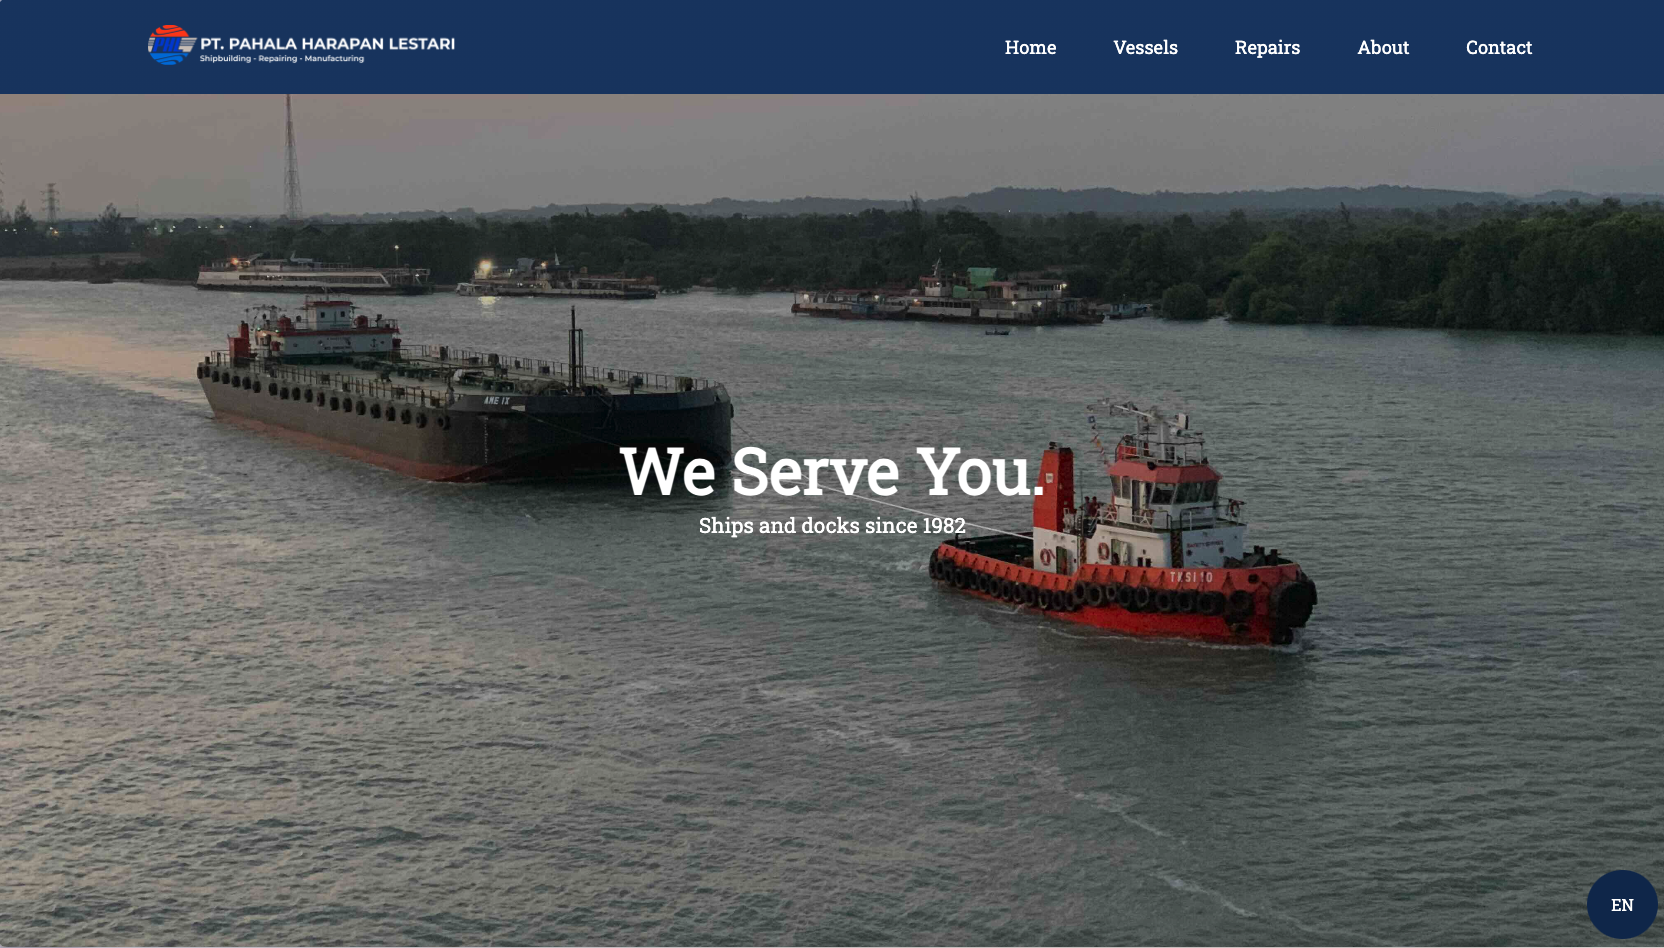 PHL PT. PAHALA HARAPAN LESTARI
Shipbuilding - Repairing - Manufacturing
Home Vessels Repairs About Contact
AME IX
We Serve You.
Ships and docks since 1982
TKSI 10
EN